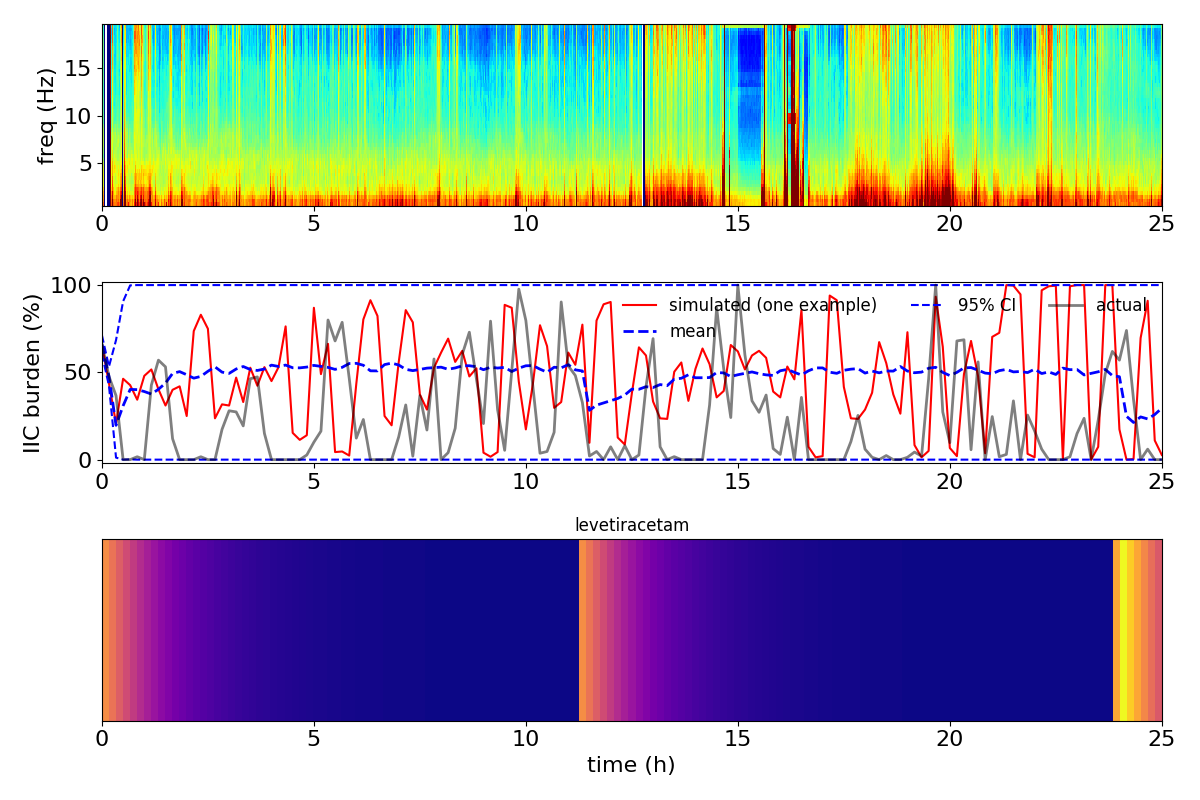 freq (Hz)
15
10
5
0 5 10 15 20 25
IIC burden (%)
100
50
0
simulated (one example)
mean
95% CI
actual
0 5 10 15 20 25
levetiracetam
0 5 10 15 20 25
time (h)